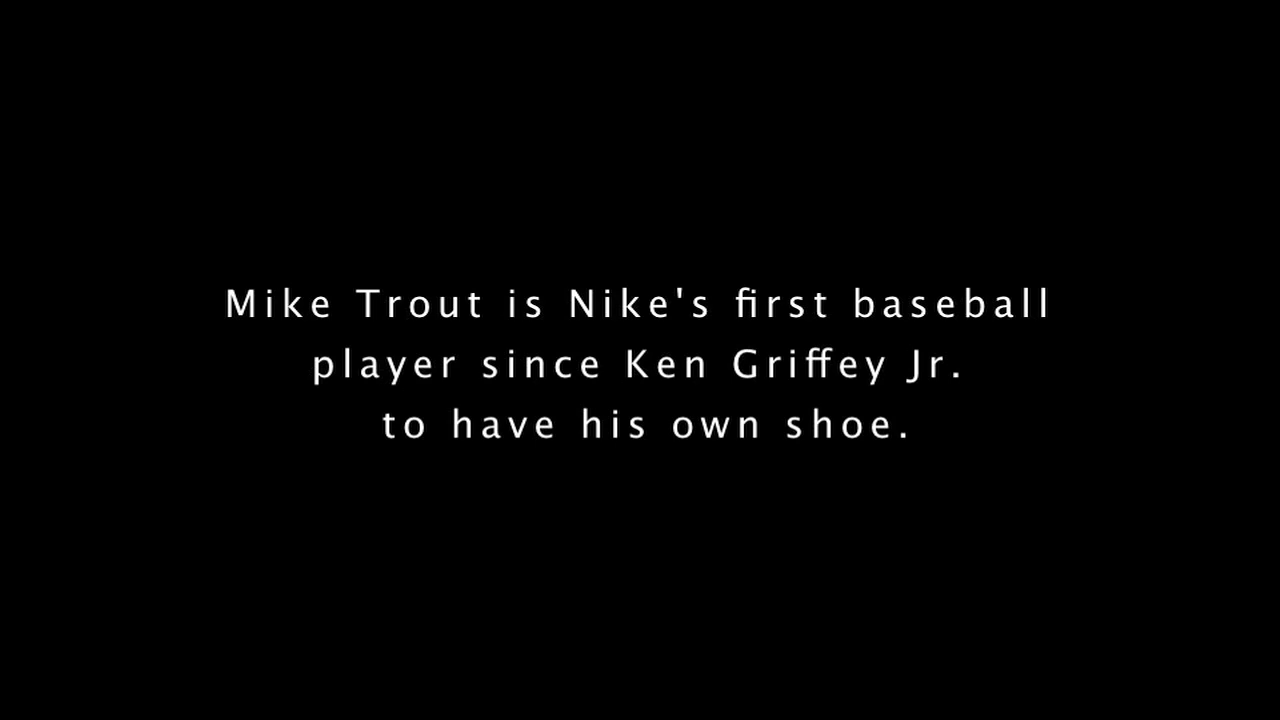 Mike Trout is Nike's first baseball
player since Ken Griffey Jr.
to have his own shoe.